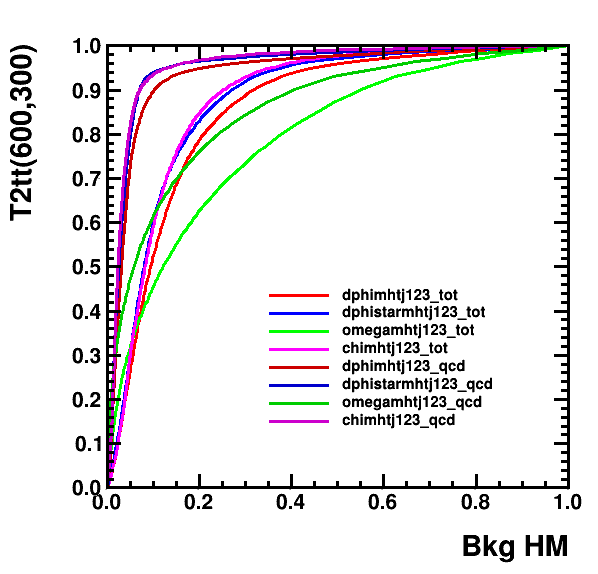 T2tt(600,300)
1.0
0.9
0.8
0.7
0.6
0.5
0.4
0.3
0.2
0.1
0.0
dphimhtj123_tot
dphistarmhtj123_tot
omegamhtj123_tot
chimhtj123_tot
dphimhtj123_qcd
dphistarmhtj123_qcd
omegamhtj123_qcd
chimhtj123_qcd
0.0 0.2 0.4 0.6 0.8 1.0
Bkg HM